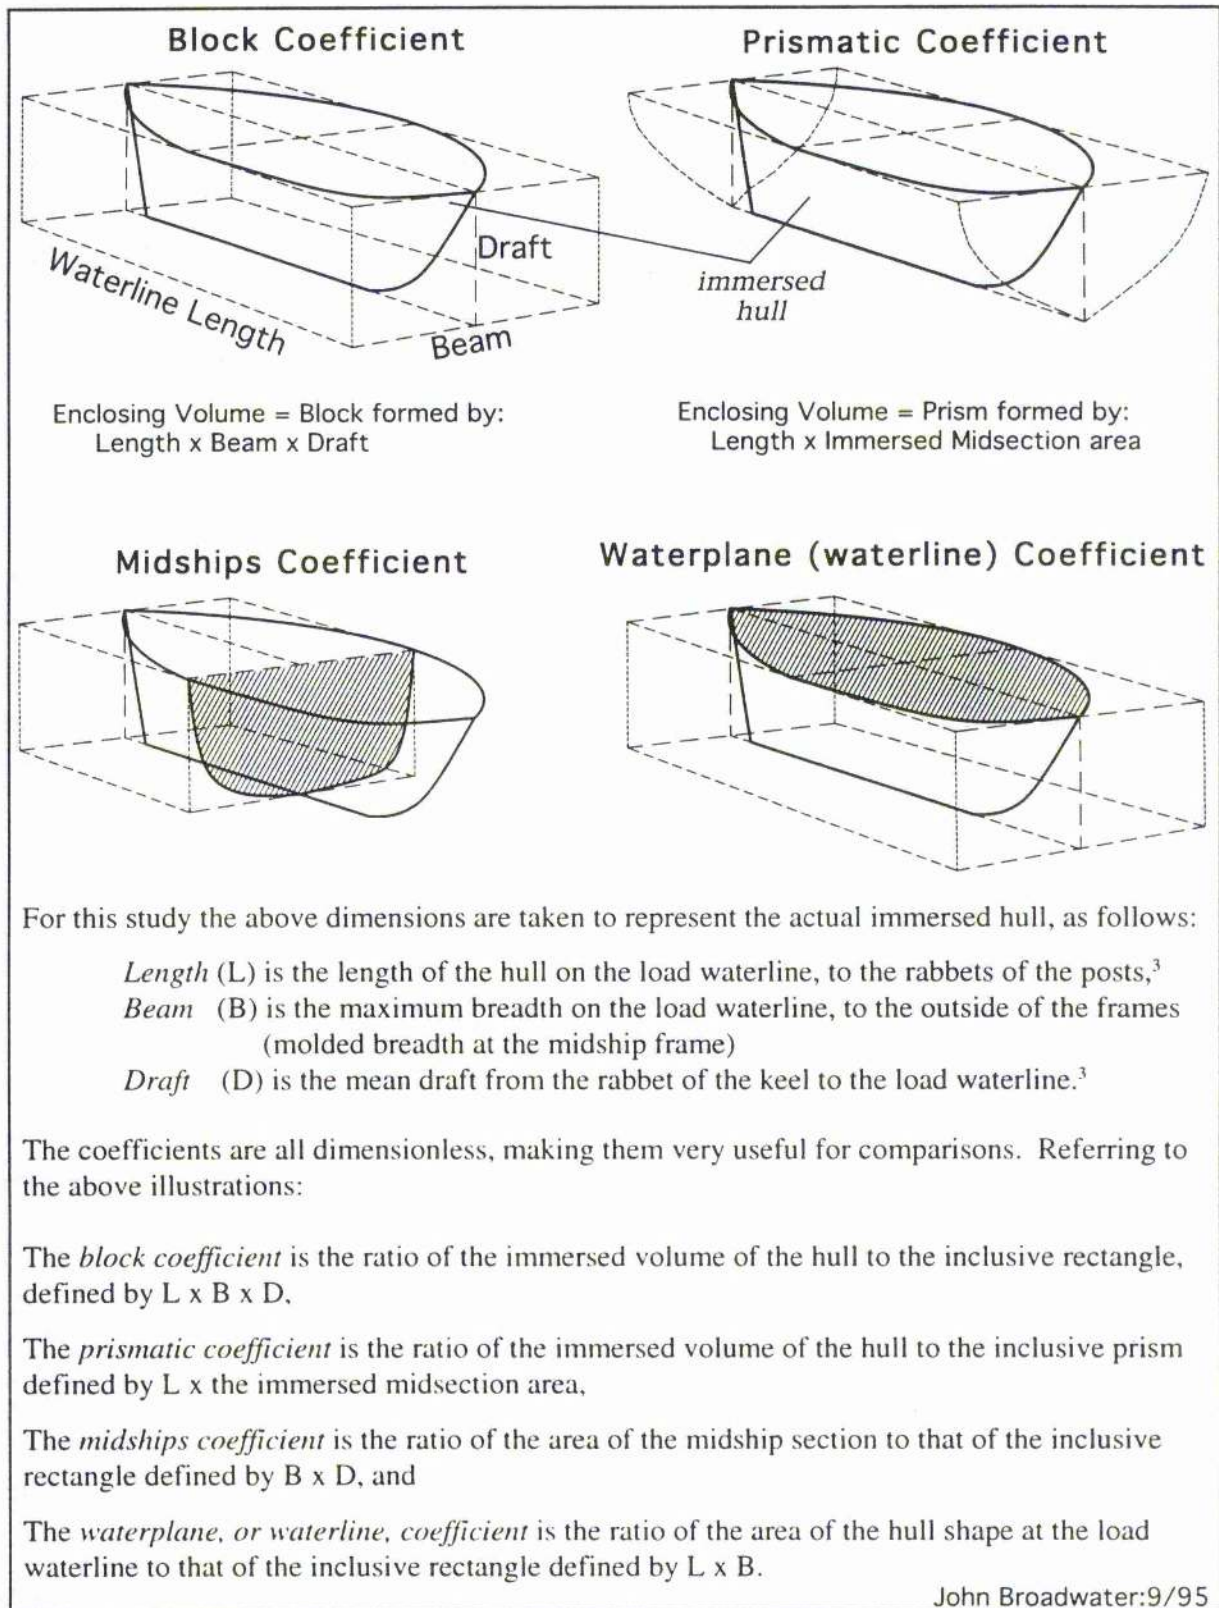 Block Coefficient
Prismatic Coefficient
Draft
Waterline Length
Beam
immersed
hull
Enclosing Volume = Block formed by:
Length x Beam x Draft
Enclosing Volume = Prism formed by:
Length x Immersed Midsection area
Midships Coefficient
Waterplane (waterline) Coefficient
For this study the above dimensions are taken to represent the actual immersed hull, as follows:
Length (L) is the length of the hull on the load waterline, to the rabbets of the posts,³
Beam (B) is the maximum breadth on the load waterline, to the outside of the frames
(molded breadth at the midship frame)
Draft (D) is the mean draft from the rabbet of the keel to the load waterline.³
The coefficients are all dimensionless, making them very useful for comparisons. Referring to
the above illustrations:
The block coefficient is the ratio of the immersed volume of the hull to the inclusive rectangle,
defined by L x B x D,
The prismatic coefficient is the ratio of the immersed volume of the hull to the inclusive prism
defined by L x the immersed midsection area,
The midships coefficient is the ratio of the area of the midship section to that of the inclusive
rectangle defined by B x D, and
The waterplane, or waterline, coefficient is the ratio of the area of the hull shape at the load
waterline to that of the inclusive rectangle defined by L x B.
John Broadwater:9/95